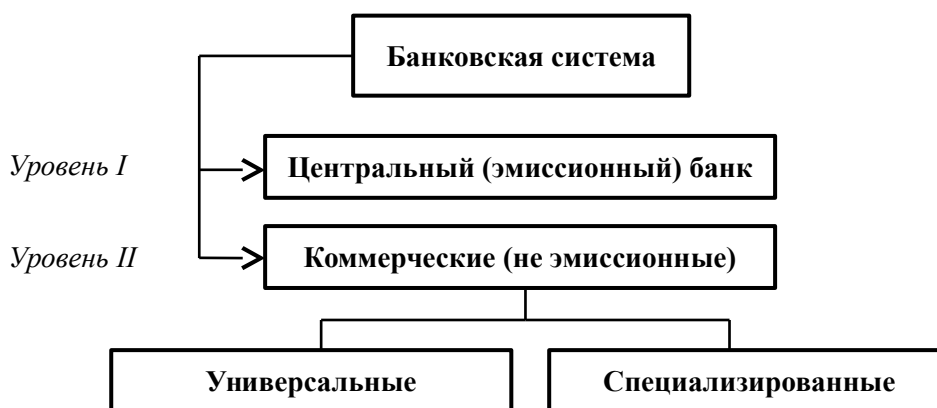 Банковская система
Уровень I
Центральный (эмиссионный) банк
Уровень II
Коммерческие (не эмиссионные)
Универсальные
Специализированные